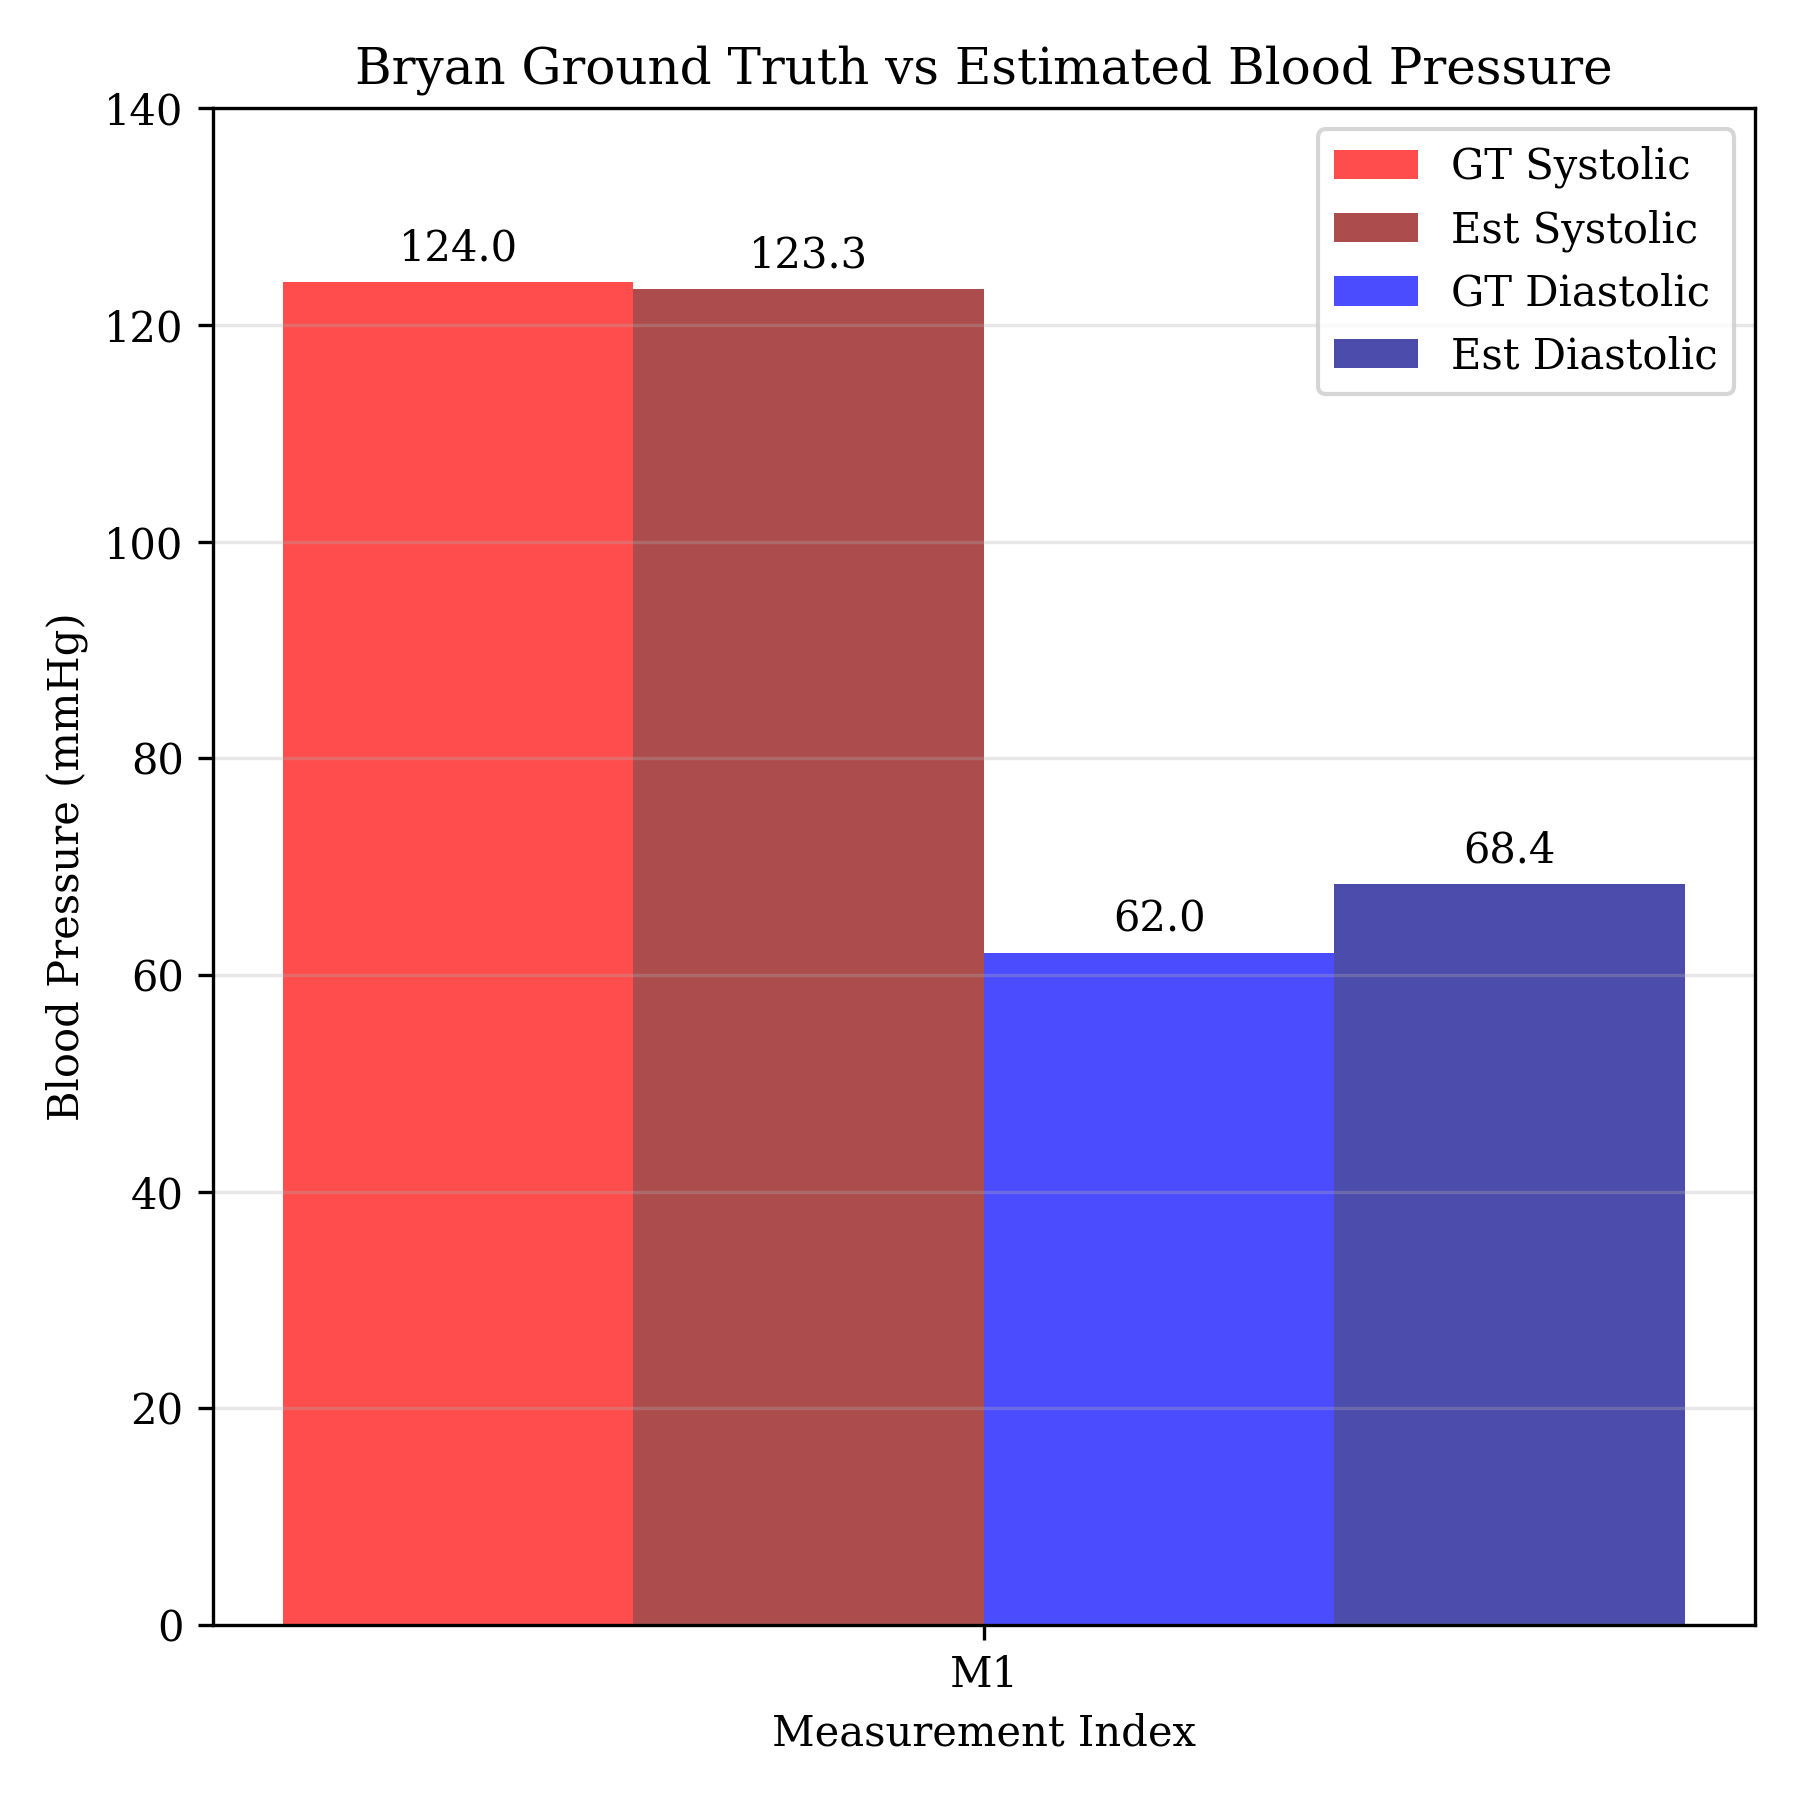 Bryan Ground Truth vs Estimated Blood Pressure
140
120
100
80
60
40
20
0
Blood Pressure (mmHg)
124.0
123.3
62.0
68.4
GT Systolic
Est Systolic
GT Diastolic
Est Diastolic
M1
Measurement Index